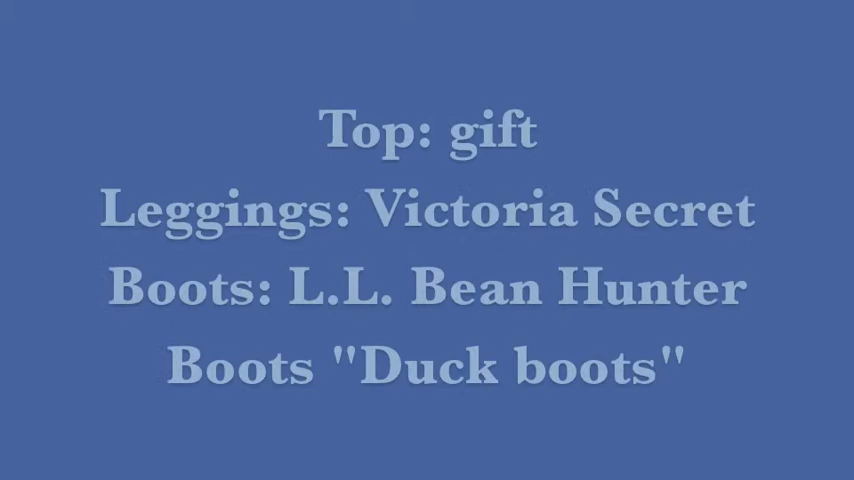 Top: gift
Leggings: Victoria Secret
Boots: L.L. Bean Hunter
Boots "Duck boots"